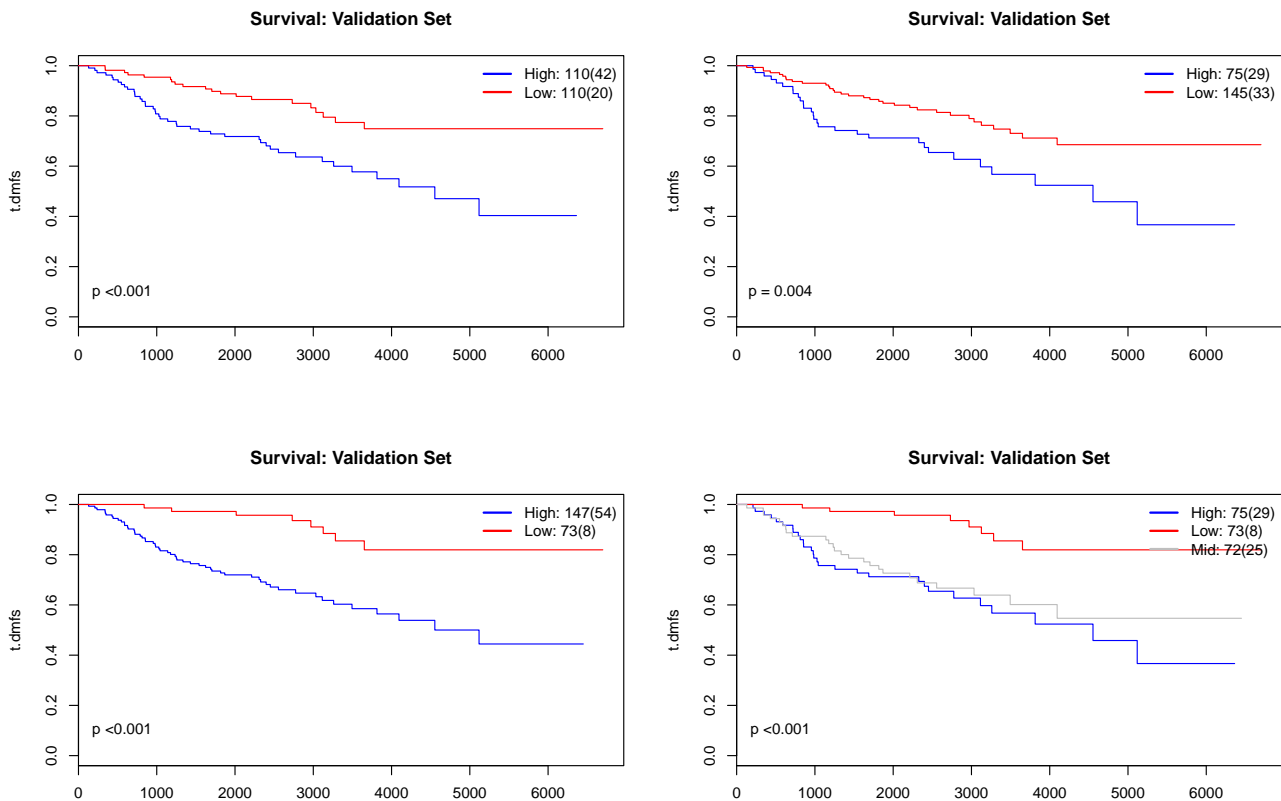 Survival: Validation Set
t.dmfs
1.0
0.8
0.6
0.4
0.2
0.0
High: 110(42)
Low: 110(20)
p <0.001
0 1000 2000 3000 4000 5000 6000
Survival: Validation Set
t.dmfs
1.0
0.8
0.6
0.4
0.2
0.0
High: 75(29)
Low: 145(33)
p = 0.004
0 1000 2000 3000 4000 5000 6000
Survival: Validation Set
t.dmfs
1.0
0.8
0.6
0.4
0.2
0.0
High: 147(54)
Low: 73(8)
p <0.001
0 1000 2000 3000 4000 5000 6000
Survival: Validation Set
t.dmfs
1.0
0.8
0.6
0.4
0.2
0.0
High: 75(29)
Low: 73(8)
Mid: 72(25)
p <0.001
0 1000 2000 3000 4000 5000 6000